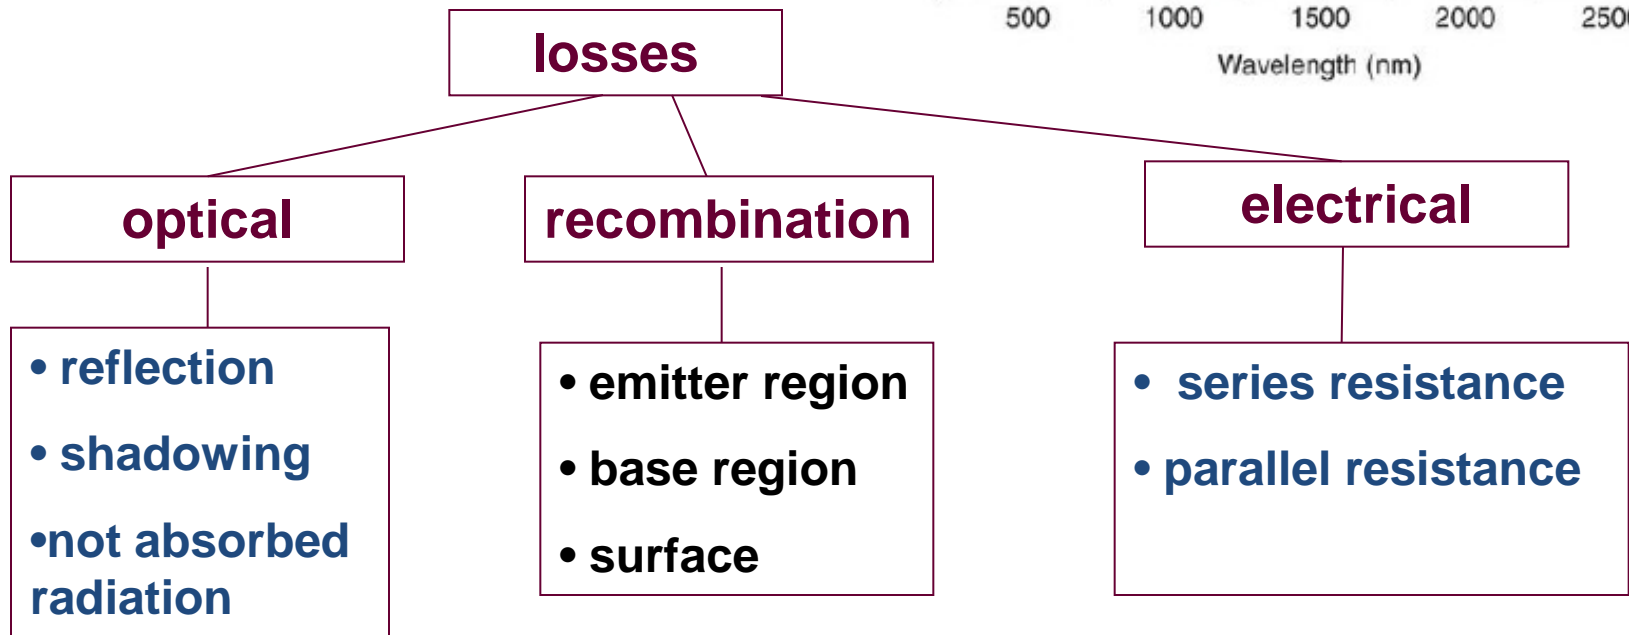 500 1000 1500 2000
Wavelength (nm)
losses
optical
recombination
electrical
• reflection
• shadowing
•not absorbed
radiation
• emitter region
• base region
• surface
• series resistance
• parallel resistance